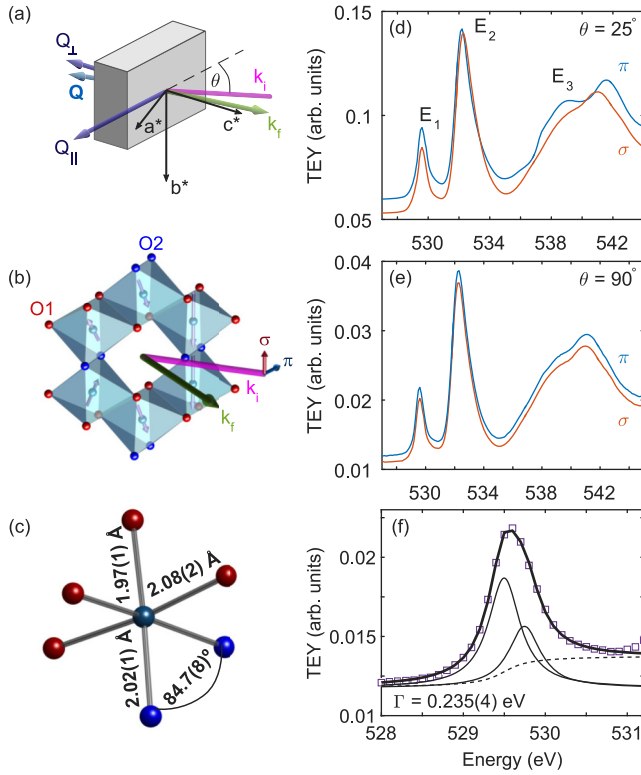 (a)
Q⊥
Q
Q||
θ
ki
kf
a*
c*
b*
(b)
O2
O1
σ
π
ki
kf
(c)
1.97(1) Å
2.08(2) Å
2.02(1) Å
84.7(8)º
(d)
θ = 25°
TEY (arb. units)
0.15
0.1
0.05
E1
E2
E3
π
σ
530 534 538 542
(e)
θ = 90°
TEY (arb. units)
0.04
0.03
0.02
0.01
π
σ
530 534 538 542
(f)
TEY (arb. units)
0.02
0.015
0.01
Γ = 0.235(4) eV
528 529 530 531
Energy (eV)